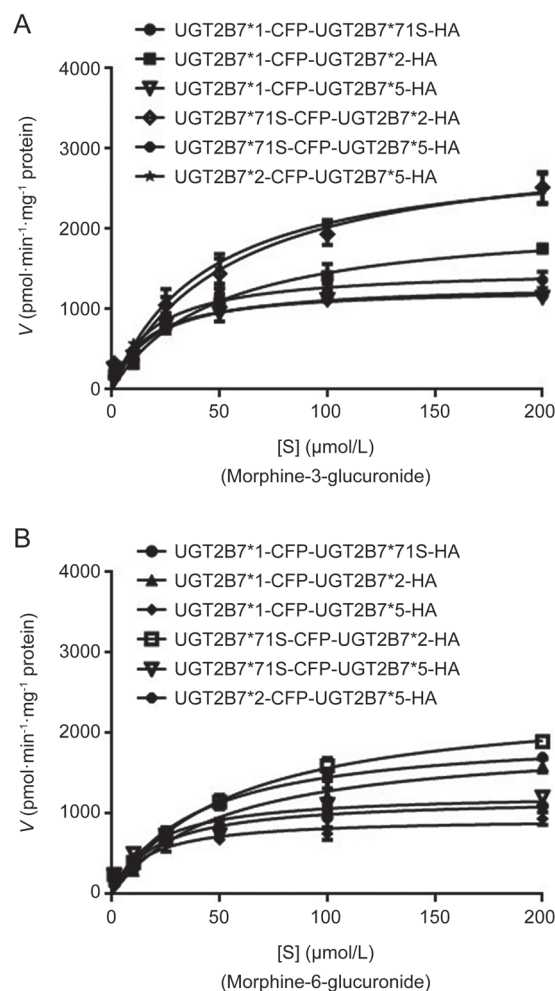 A
UGT2B7*1-CFP-UGT2B7*71S-HA
UGT2B7*1-CFP-UGT2B7*2-HA
UGT2B7*1-CFP-UGT2B7*5-HA
UGT2B7*71S-CFP-UGT2B7*2-HA
UGT2B7*71S-CFP-UGT2B7*5-HA
UGT2B7*2-CFP-UGT2B7*5-HA
V (pmol·min⁻¹·mg⁻¹ protein)
4000
3000
2000
1000
0
0 50 100 150 200
[S] (μmol/L)
(Morphine-3-glucuronide)
B
UGT2B7*1-CFP-UGT2B7*71S-HA
UGT2B7*1-CFP-UGT2B7*2-HA
UGT2B7*1-CFP-UGT2B7*5-HA
UGT2B7*71S-CFP-UGT2B7*2-HA
UGT2B7*71S-CFP-UGT2B7*5-HA
UGT2B7*2-CFP-UGT2B7*5-HA
V (pmol·min⁻¹·mg⁻¹ protein)
4000
3000
2000
1000
0
0 50 100 150 200
[S] (μmol/L)
(Morphine-6-glucuronide)